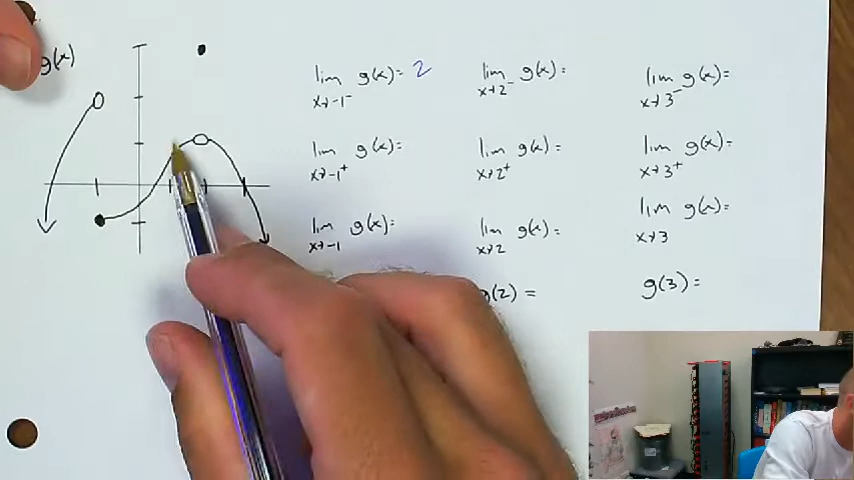 g(x)
lim g(x) = 2
x→-1⁻
lim g(x) =
x→2⁻
lim g(x) =
x→3⁻
lim g(x) =
x→-1⁺
lim g(x) =
x→2⁺
lim g(x) =
x→3⁺
lim g(x) =
x→-1
lim g(x) =
x→2
lim g(x) =
x→3
g(2) =
g(3) =